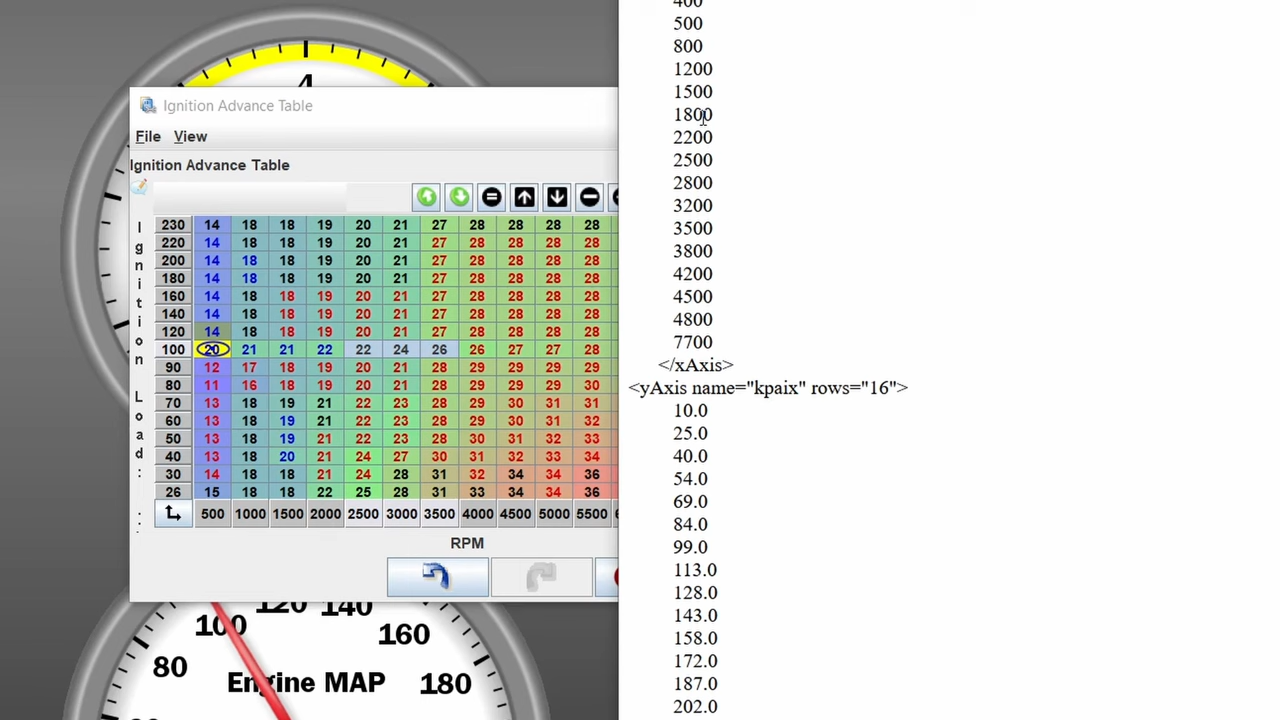 4
Ignition Advance Table
File View
Ignition Advance Table
Ignition Load:
230 14 18 18 19 20 21 27 28 28 28 28
220 14 18 18 19 20 21 27 28 28 28 28
200 14 18 18 19 20 21 27 28 28 28 28
180 14 18 18 19 20 21 27 28 28 28 28
160 14 18 18 19 20 21 27 28 28 28 28
140 14 18 18 19 20 21 27 28 28 28 28
120 14 18 18 19 20 21 27 28 28 28 28
100 20 21 21 22 22 24 26 26 27 27 28
90 12 17 18 19 20 21 28 29 29 29 29
80 11 16 18 19 20 21 28 29 29 29 30
70 13 18 19 21 22 23 28 29 30 31 31
60 13 18 19 21 22 23 28 29 30 31 32
50 13 18 19 21 22 23 28 30 31 32 33
40 13 18 20 21 24 27 30 31 32 33 34
30 14 18 18 21 24 28 31 32 34 34 36
26 15 18 18 22 25 28 31 33 34 34 36
500 1000 1500 2000 2500 3000 3500 4000 4500 5000 5500
RPM
80 100 120 140 160 180
Engine MAP
400
500
800
1200
1500
1800
2200
2500
2800
3200
3500
3800
4200
4500
4800
7700
</xAxis>
<yAxis name="kpaix" rows="16">
10.0
25.0
40.0
54.0
69.0
84.0
99.0
113.0
128.0
143.0
158.0
172.0
187.0
202.0